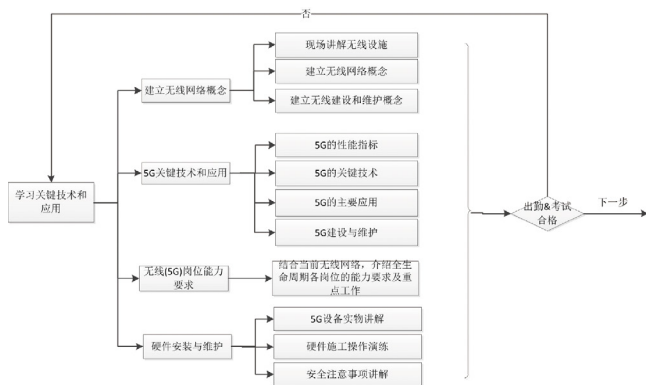 否
现场讲解无线设施
建立无线网络概念
建立无线网络概念
建立无线建设和维护概念
5G的性能指标
5G关键技术和应用
5G的关键技术
学习关键技术和
应用
5G的主要应用
出勤&考试
合格
下一步
5G建设与维护
无线(5G)岗位能力
要求
结合当前无线网络，介绍全生
命周期各岗位的能力要求及重
点工作
5G设备实物讲解
硬件安装与维护
硬件施工操作演练
安全注意事项讲解